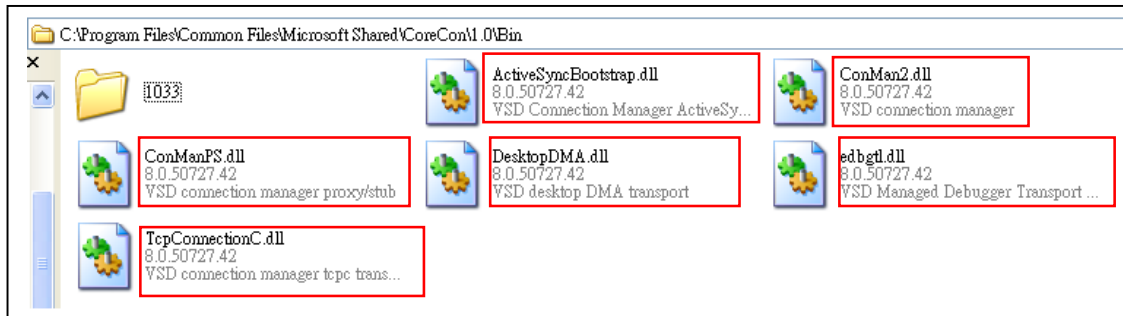 C:\Program Files\Common Files\Microsoft Shared\CoreCon\1.0\Bin
1033
ActiveSyncBootstrap.dll
8.0.50727.42
VSD Connection Manager ActiveSy...
ConMan2.dll
8.0.50727.42
VSD connection manager
ConManPS.dll
8.0.50727.42
VSD connection manager proxy/stub
DesktopDMA.dll
8.0.50727.42
VSD desktop DMA transport
edbgtl.dll
8.0.50727.42
VSD Managed Debugger Transport ...
TcpConnectionC.dll
8.0.50727.42
VSD connection manager tcpc trans...